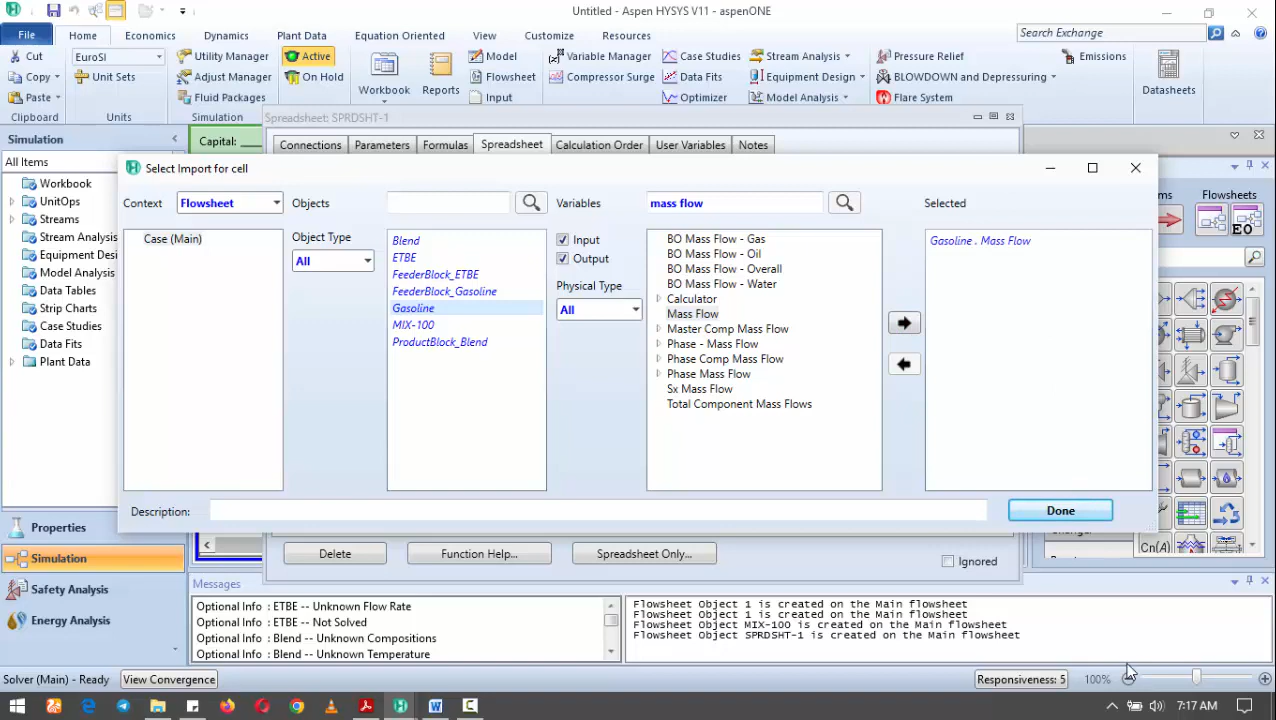 Untitled - Aspen HYSYS V11 - aspenONE
File Home Economics Dynamics Plant Data Equation Oriented View Customize Resources Search Exchange
Cut EuroSI Utility Manager Active Model Variable Manager Case Studies Stream Analysis Pressure Relief Emissions
Copy Unit Sets Adjust Manager On Hold Flowsheet Compressor Surge Data Fits Equipment Design BLOWDOWN and Depressuring
Paste Fluid Packages Workbook Reports Input Optimizer Model Analysis Flare System Datasheets
Clipboard Units Simulation
Spreadsheet: SPRDSHT-1
Simulation Capital: Connections Parameters Formulas Spreadsheet Calculation Order User Variables Notes
All Items
Workbook
UnitOps
Streams
Stream Analysis
Equipment Des
Model Analysis
Data Tables
Strip Charts
Case Studies
Data Fits
Plant Data
Select Import for cell
Context Flowsheet Objects Variables mass flow Selected
Case (Main)
Object Type
All
Blend
ETBE
FeederBlock_ETBE
FeederBlock_Gasoline
Gasoline
MIX-100
ProductBlock_Blend
Input
Output
Physical Type
All
BO Mass Flow - Gas
BO Mass Flow - Oil
BO Mass Flow - Overall
BO Mass Flow - Water
Calculator
Mass Flow
Master Comp Mass Flow
Phase - Mass Flow
Phase Comp Mass Flow
Phase Mass Flow
Sx Mass Flow
Total Component Mass Flows
Gasoline . Mass Flow
Description: Done
Flowsheets
EO
Cn(A)
Properties
Simulation
Safety Analysis
Energy Analysis
Delete Function Help... Spreadsheet Only... Ignored
Messages
Optional Info : ETBE -- Unknown Flow Rate
Optional Info : ETBE -- Not Solved
Optional Info : Blend -- Unknown Compositions
Optional Info : Blend -- Unknown Temperature
Flowsheet Object 1 is created on the Main flowsheet
Flowsheet Object 1 is created on the Main flowsheet
Flowsheet Object MIX-100 is created on the Main flowsheet
Flowsheet Object SPRDSHT-1 is created on the Main flowsheet
Solver (Main) - Ready View Convergence Responsiveness: 5 100%
7:17 AM